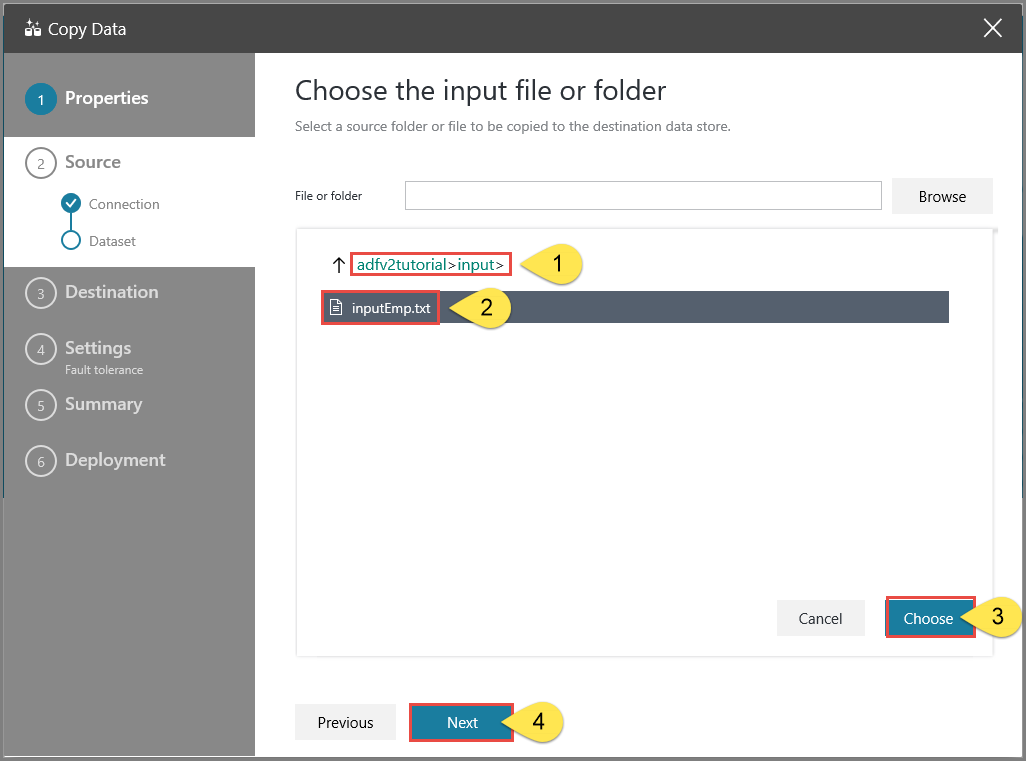 Copy Data
1 Properties
2 Source
Connection
Dataset
3 Destination
4 Settings
Fault tolerance
5 Summary
6 Deployment
Choose the input file or folder
Select a source folder or file to be copied to the destination data store.
File or folder
Browse
adfv2tutorial>input> 1
inputEmp.txt 2
Cancel Choose 3
Previous Next 4